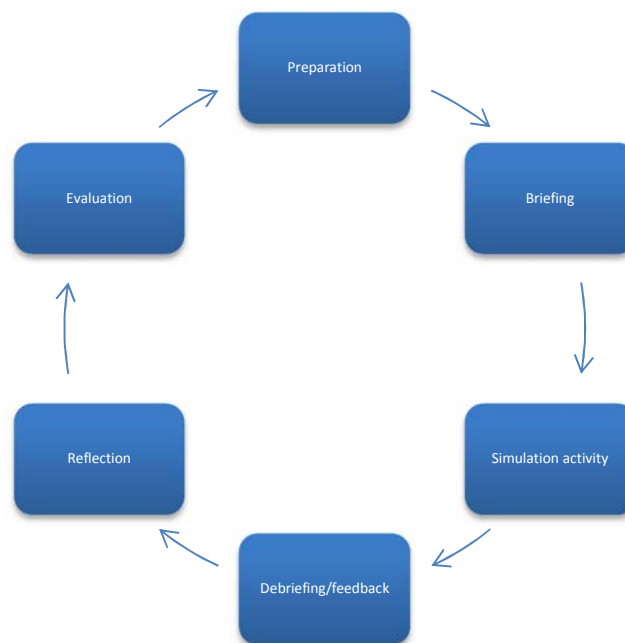 Preparation
Briefing
Simulation activity
Debriefing/feedback
Reflection
Evaluation